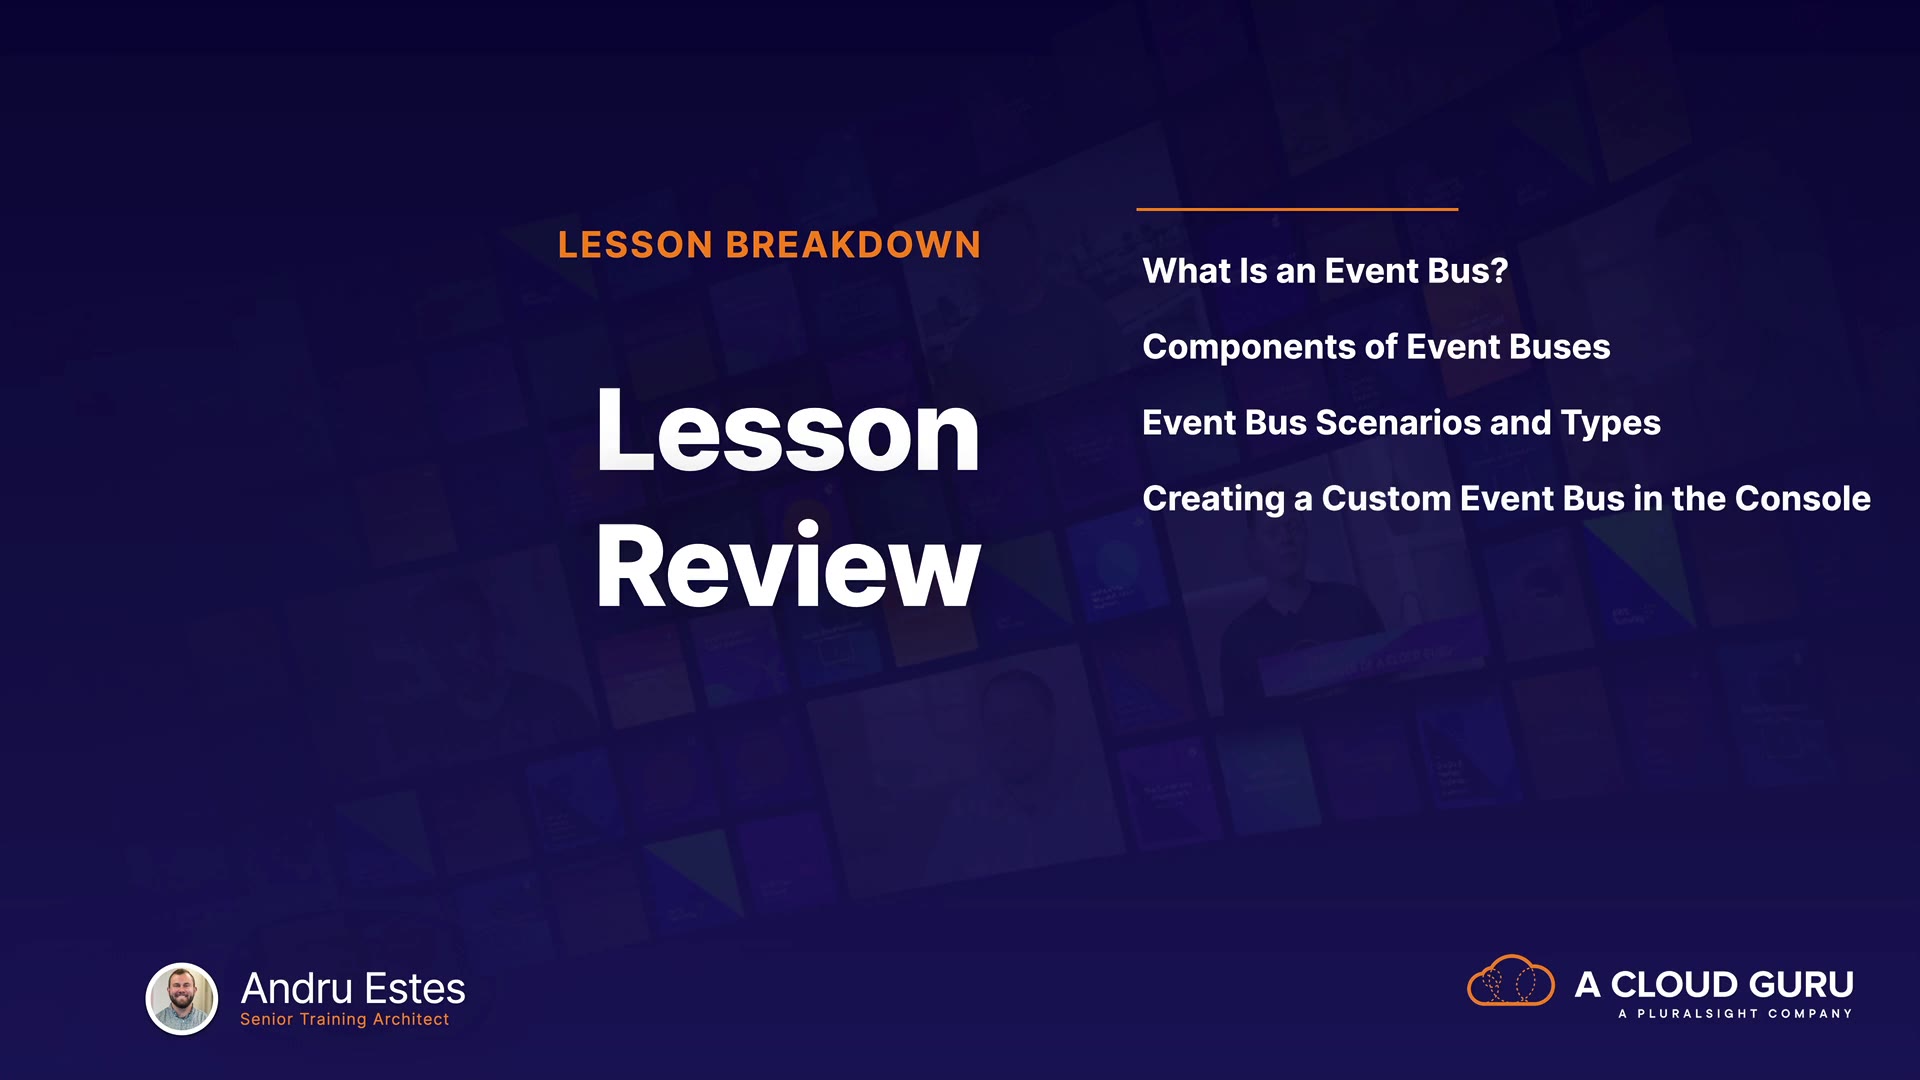 LESSON BREAKDOWN
Lesson
Review
What Is an Event Bus?
Components of Event Buses
Event Bus Scenarios and Types
Creating a Custom Event Bus in the Console
Andru Estes
Senior Training Architect
A CLOUD GURU
A PLURALSIGHT COMPANY